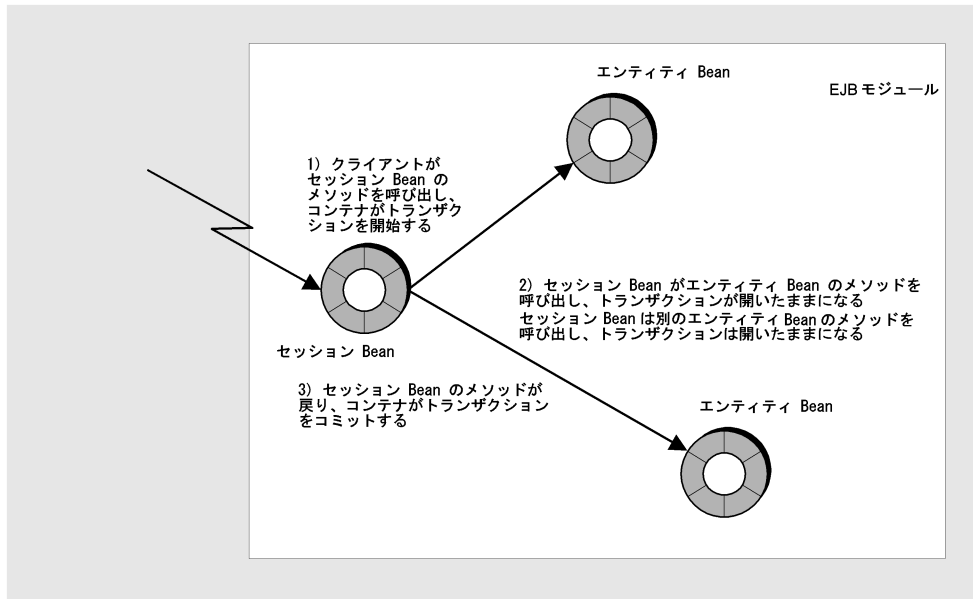 エンティティ Bean
EJB モジュール
1) クライアントが
セッション Bean の
メソッドを呼び出し、
コンテナがトランザク
ションを開始する
2) セッション Bean がエンティティ Bean のメソッドを
呼び出し、トランザクションが開いたままになる
セッション Bean は別のエンティティ Bean のメソッドを
呼び出し、トランザクションは開いたままになる
セッション Bean
3) セッション Bean のメソッドが
戻り、コンテナがトランザクション
をコミットする
エンティティ Bean